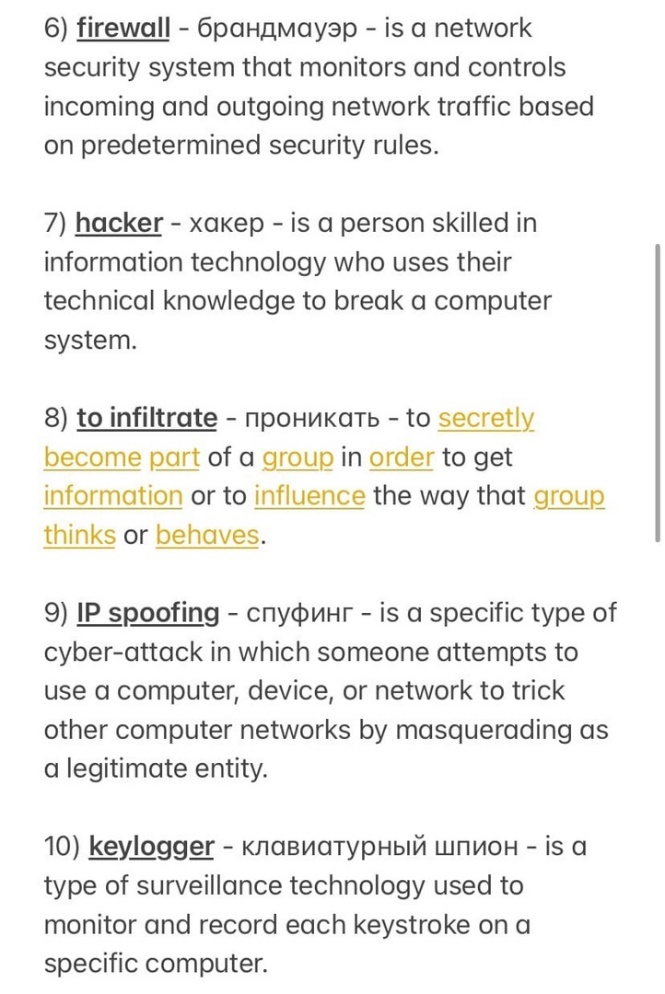 6) firewall - брандмауэр - is a network
security system that monitors and controls
incoming and outgoing network traffic based
on predetermined security rules.
7) hacker - хакер - is a person skilled in
information technology who uses their
technical knowledge to break a computer
system.
8) to infiltrate - проникать - to secretly
become part of a group in order to get
information or to influence the way that group
thinks or behaves.
9) IP spoofing - спуфинг - is a specific type of
cyber-attack in which someone attempts to
use a computer, device, or network to trick
other computer networks by masquerading as
a legitimate entity.
10) keylogger - клавиатурный шпион - is a
type of surveillance technology used to
monitor and record each keystroke on a
specific computer.